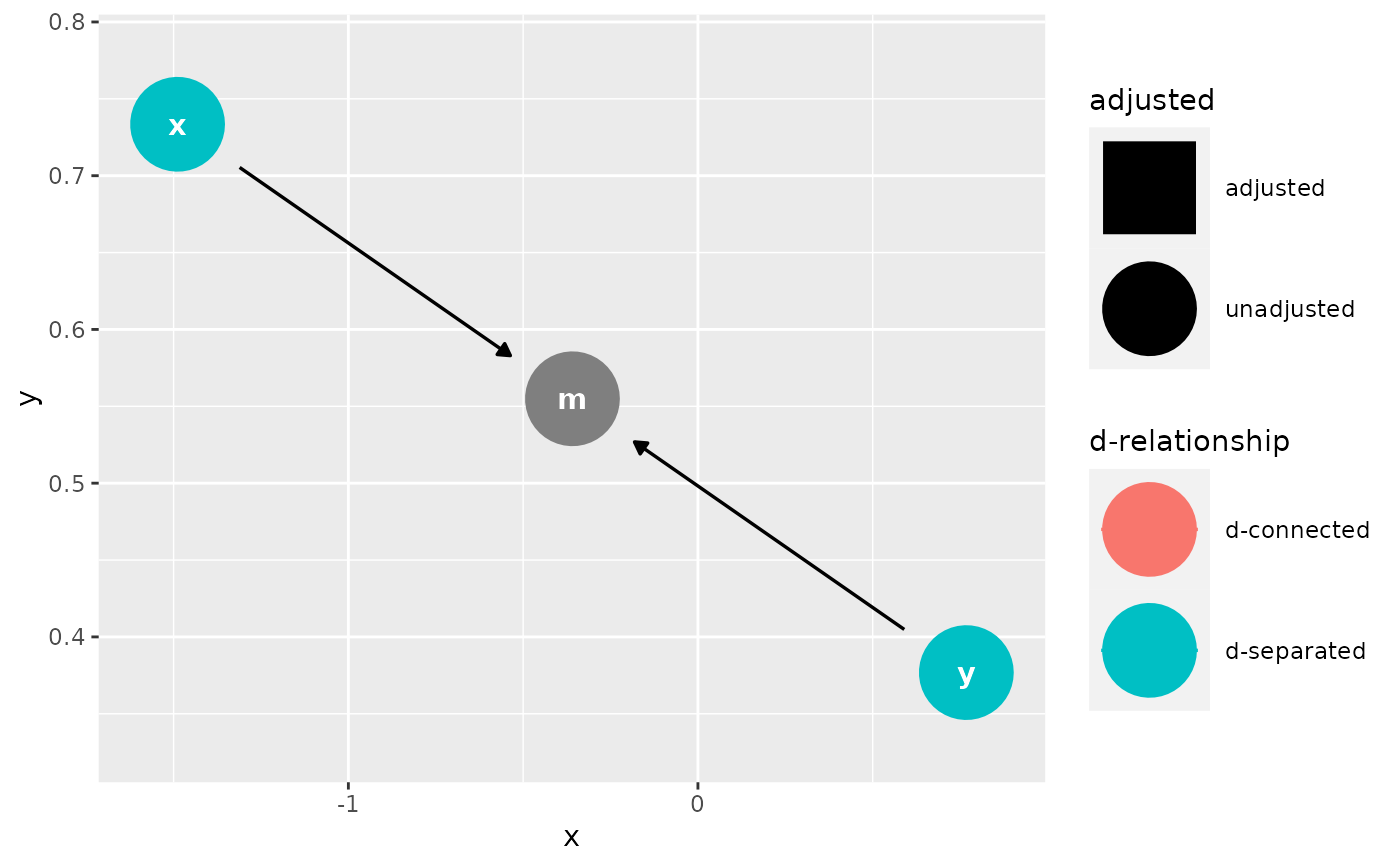 0.8
0.7
0.6
0.5
0.4
y
x
m
y
-1
0
x
adjusted
adjusted
unadjusted
d-relationship
d-connected
d-separated